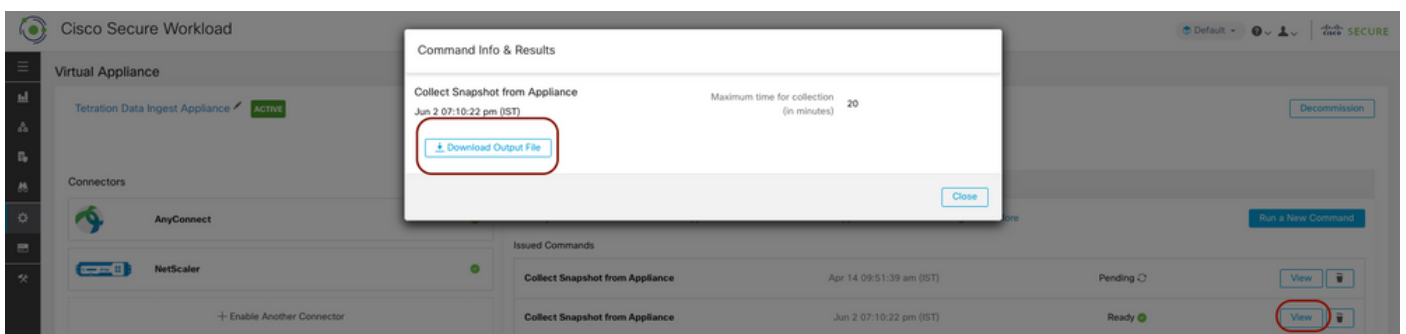 Cisco Secure Workload
Default
CISCO SECURE
Virtual Appliance
Tetration Data Ingest Appliance ACTIVE
Decommission
Command Info & Results
Collect Snapshot from Appliance
Jun 2 07:10:22 pm (IST)
Maximum time for collection
(in minutes)
20
Download Output File
Close
Connectors
AnyConnect
NetScaler
+ Enable Another Connector
Run a New Command
Issued Commands
Collect Snapshot from Appliance Apr 14 09:51:39 am (IST) Pending View
Collect Snapshot from Appliance Jun 2 07:10:22 pm (IST) Ready View